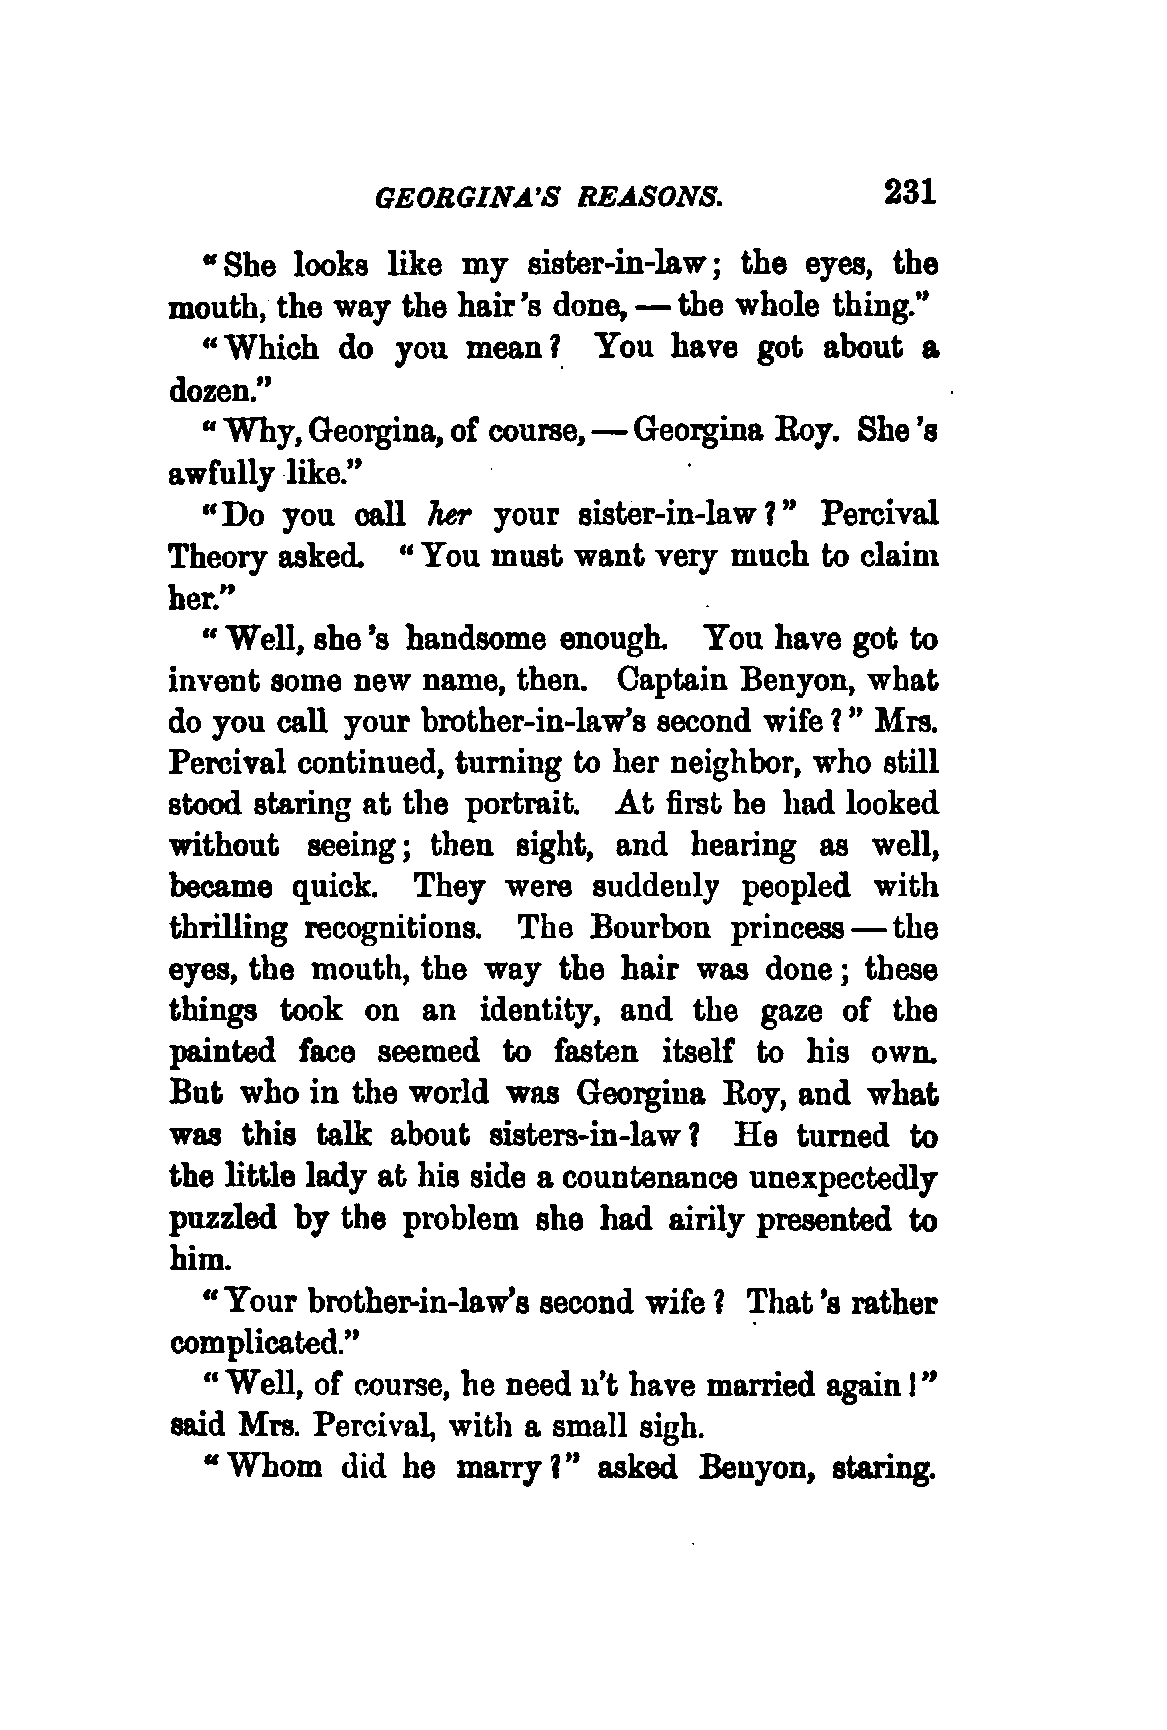 GEORGINA'S REASONS. 231
"She looks like my sister-in-law; the eyes, the
mouth, the way the hair's done, — the whole thing."
"Which do you mean? You have got about a
dozen."
"Why, Georgina, of course, — Georgina Roy. She's
awfully like."
"Do you call her your sister-in-law?" Percival
Theory asked. "You must want very much to claim
her."
"Well, she's handsome enough. You have got to
invent some new name, then. Captain Benyon, what
do you call your brother-in-law's second wife?" Mrs.
Percival continued, turning to her neighbor, who still
stood staring at the portrait. At first he had looked
without seeing; then sight, and hearing as well,
became quick. They were suddenly peopled with
thrilling recognitions. The Bourbon princess — the
eyes, the mouth, the way the hair was done; these
things took on an identity, and the gaze of the
painted face seemed to fasten itself to his own.
But who in the world was Georgina Roy, and what
was this talk about sisters-in-law? He turned to
the little lady at his side a countenance unexpectedly
puzzled by the problem she had airily presented to
him.
"Your brother-in-law's second wife? That's rather
complicated."
"Well, of course, he need n't have married again!"
said Mrs. Percival, with a small sigh.
"Whom did he marry?" asked Benyon, staring.